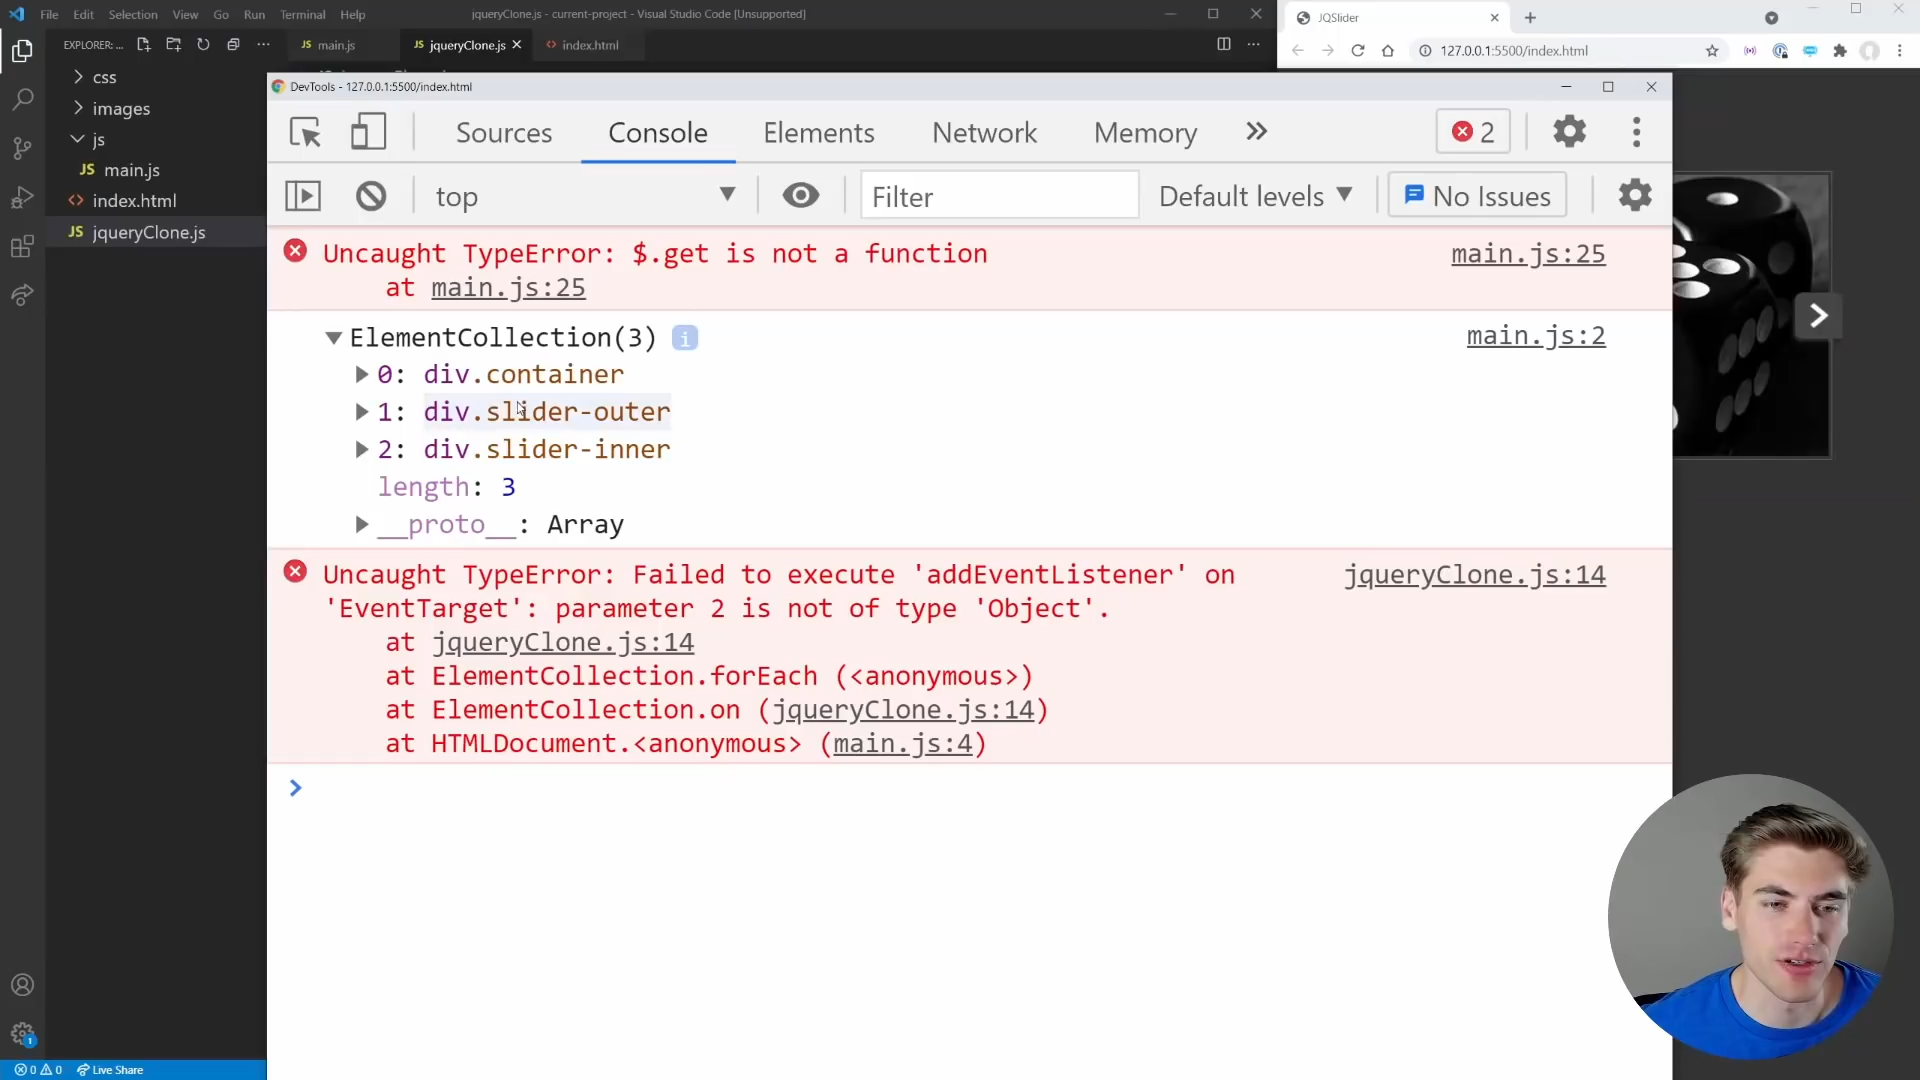 File Edit Selection View Go Run Terminal Help
jqueryClone.js - current-project - Visual Studio Code [Unsupported]
JQSlider
EXPLORER: ...
JS main.js
JS jqueryClone.js
<> index.html
127.0.0.1:5500/index.html
css
images
js
JS main.js
<> index.html
JS jqueryClone.js
DevTools - 127.0.0.1:5500/index.html
Sources Console Elements Network Memory 2
top Filter Default levels No Issues
Uncaught TypeError: $.get is not a function main.js:25
at main.js:25
ElementCollection(3) i main.js:2
0: div.container
1: div.slider-outer
2: div.slider-inner
length: 3
__proto__: Array
Uncaught TypeError: Failed to execute 'addEventListener' on jqueryClone.js:14
'EventTarget': parameter 2 is not of type 'Object'.
at jqueryClone.js:14
at ElementCollection.forEach (<anonymous>)
at ElementCollection.on (jqueryClone.js:14)
at HTMLDocument.<anonymous> (main.js:4)
1
0 0 Live Share